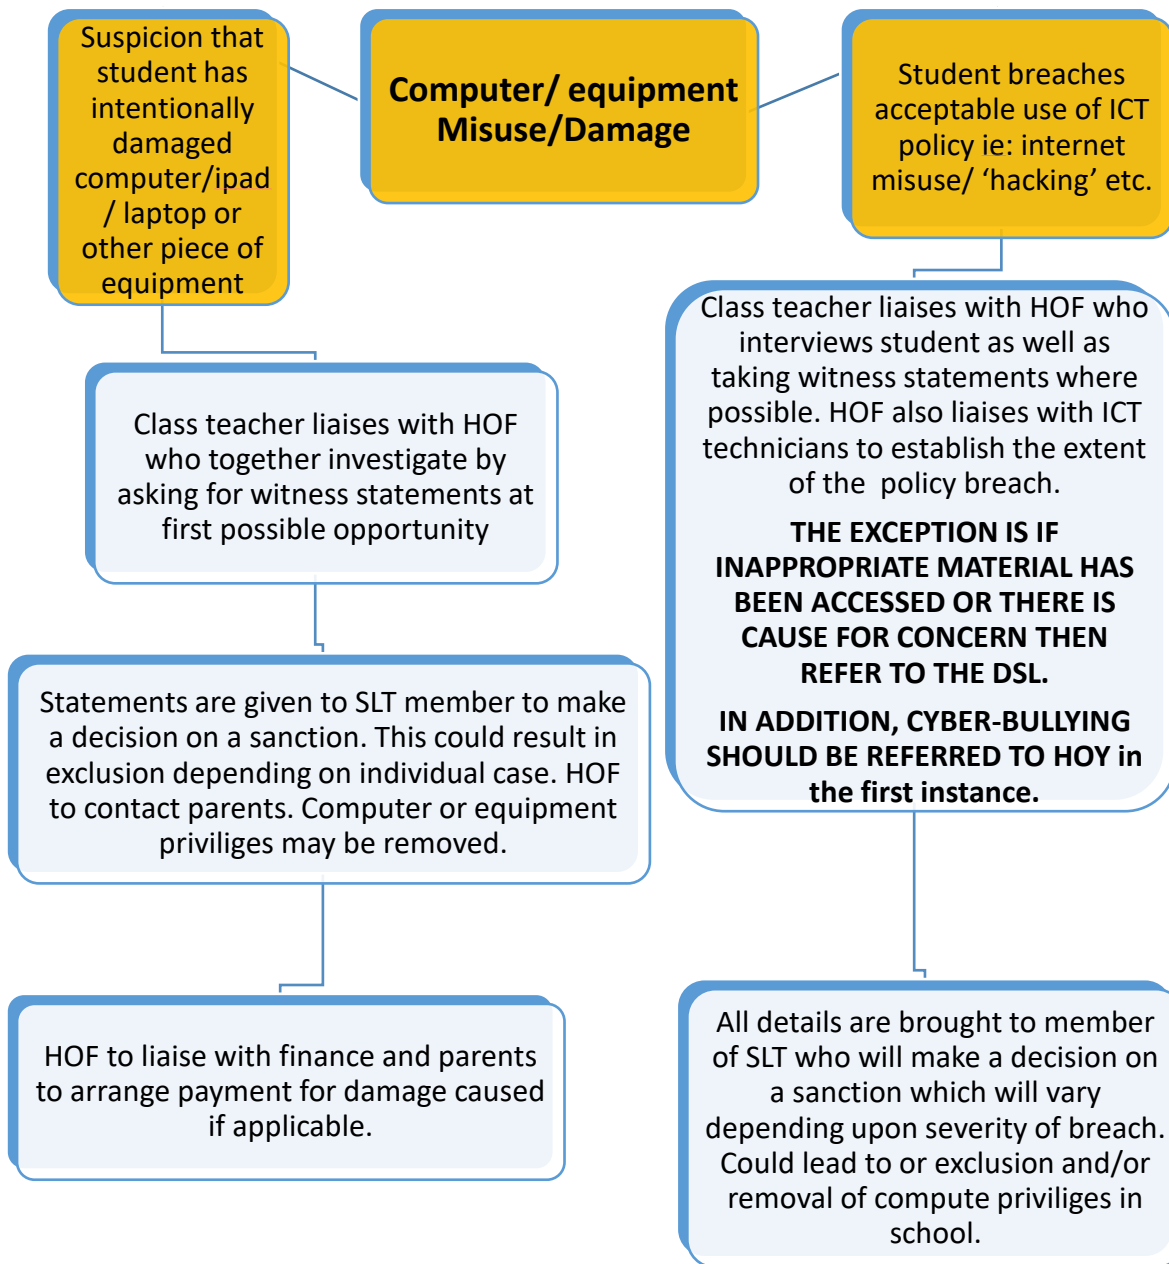 Suspicion that
student has
intentionally
damaged
computer/ipad
/ laptop or
other piece of
equipment
Computer/ equipment
Misuse/Damage
Student breaches
acceptable use of ICT
policy ie: internet
misuse/ ‘hacking’ etc.
Class teacher liaises with HOF
who together investigate by
asking for witness statements at
first possible opportunity
Statements are given to SLT member to make
a decision on a sanction. This could result in
exclusion depending on individual case. HOF
to contact parents. Computer or equipment
priviliges may be removed.
HOF to liaise with finance and parents
to arrange payment for damage caused
if applicable.
Class teacher liaises with HOF who
interviews student as well as
taking witness statements where
possible. HOF also liaises with ICT
technicians to establish the extent
of the  policy breach.
THE EXCEPTION IS IF
INAPPROPRIATE MATERIAL HAS
BEEN ACCESSED OR THERE IS
CAUSE FOR CONCERN THEN
REFER TO THE DSL.
IN ADDITION, CYBER-BULLYING
SHOULD BE REFERRED TO HOY in
the first instance.
All details are brought to member
of SLT who will make a decision on
a sanction which will vary
depending upon severity of breach.
Could lead to or exclusion and/or
removal of compute priviliges in
school.